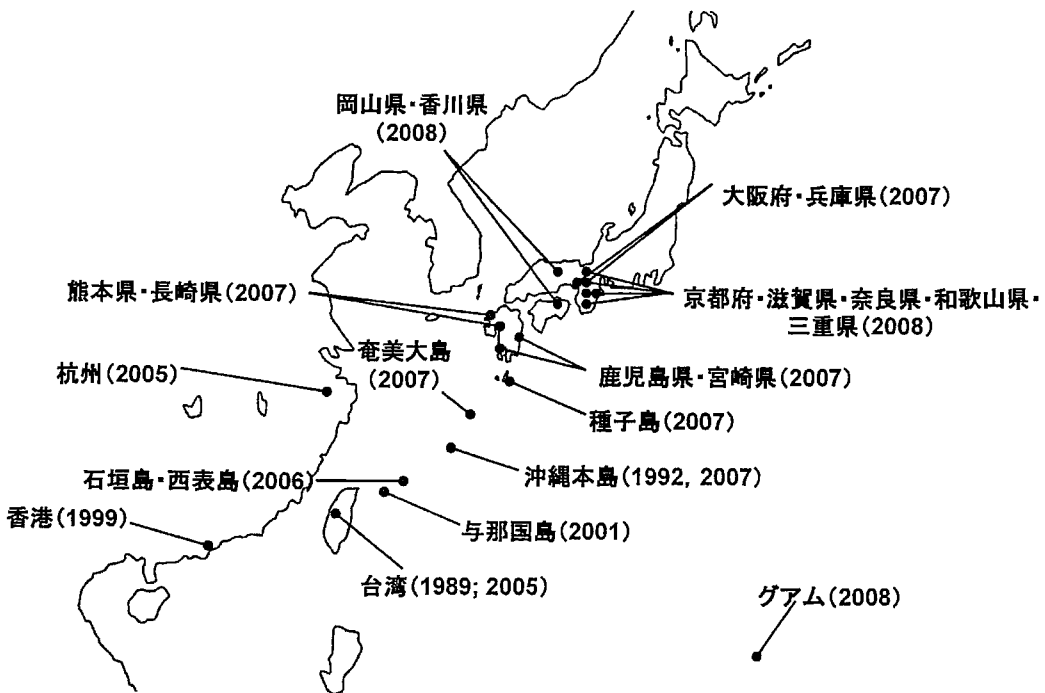 岡山県・香川県
(2008)
大阪府・兵庫県(2007)
熊本県・長崎県(2007)
京都府・滋賀県・奈良県・和歌山県・
三重県(2008)
奄美大島
(2007)
杭州(2005)
鹿児島県・宮崎県(2007)
種子島(2007)
石垣島・西表島(2006)
沖縄本島(1992, 2007)
香港(1999)
与那国島(2001)
台湾(1989; 2005)
グアム(2008)